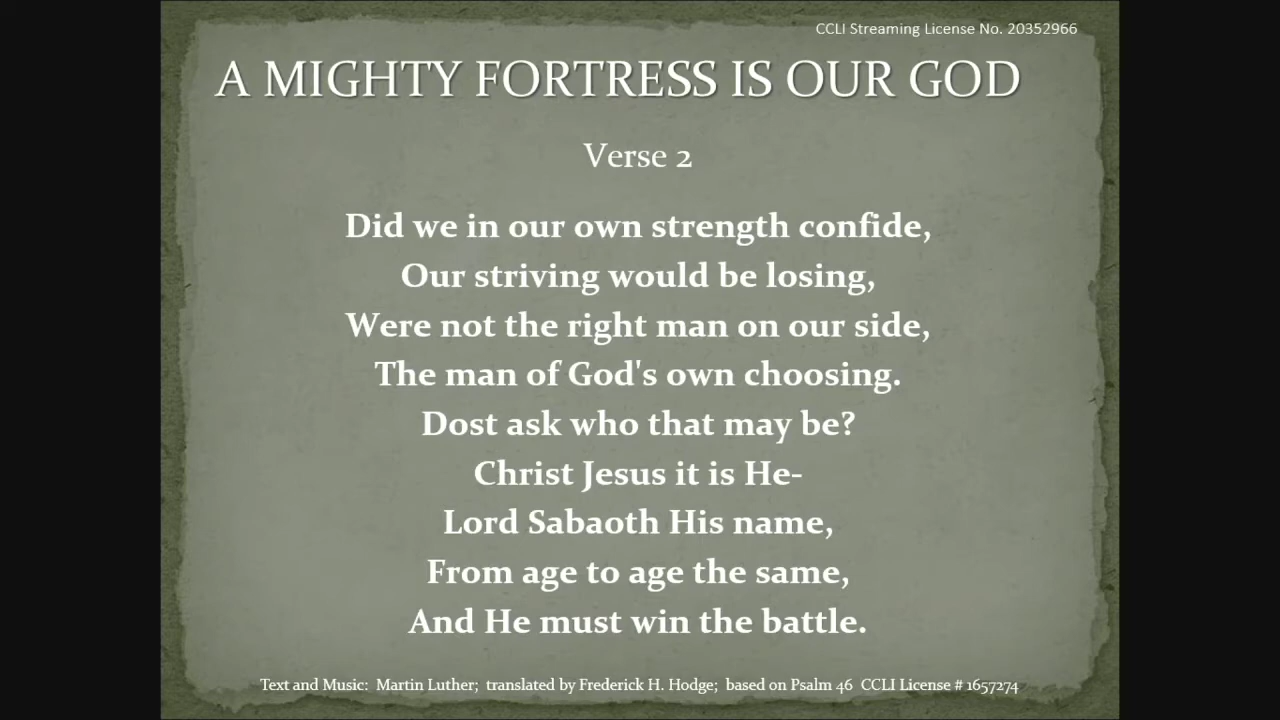 CCLI Streaming License No. 20352966
A MIGHTY FORTRESS IS OUR GOD
Verse 2
Did we in our own strength confide,
Our striving would be losing,
Were not the right man on our side,
The man of God's own choosing.
Dost ask who that may be?
Christ Jesus it is He-
Lord Sabaoth His name,
From age to age the same,
And He must win the battle.
Text and Music:  Martin Luther;  translated by Frederick H. Hodge;  based on Psalm 46  CCLI License # 1657274